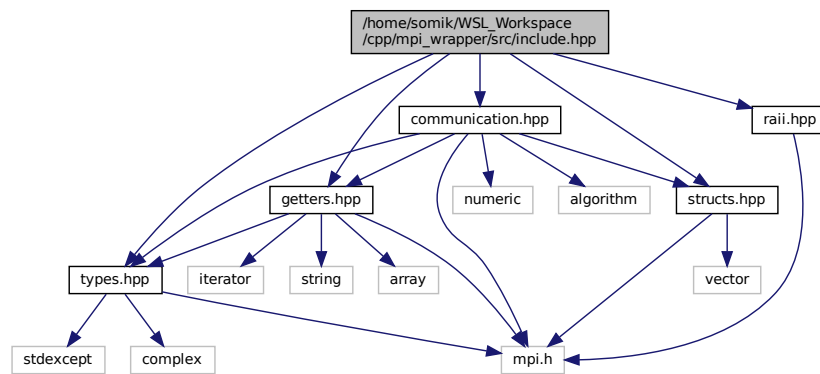 /home/somik/WSL_Workspace
/cpp/mpi_wrapper/src/include.hpp
communication.hpp
raii.hpp
getters.hpp
numeric
algorithm
structs.hpp
types.hpp
iterator
string
array
vector
stdexcept
complex
mpi.h